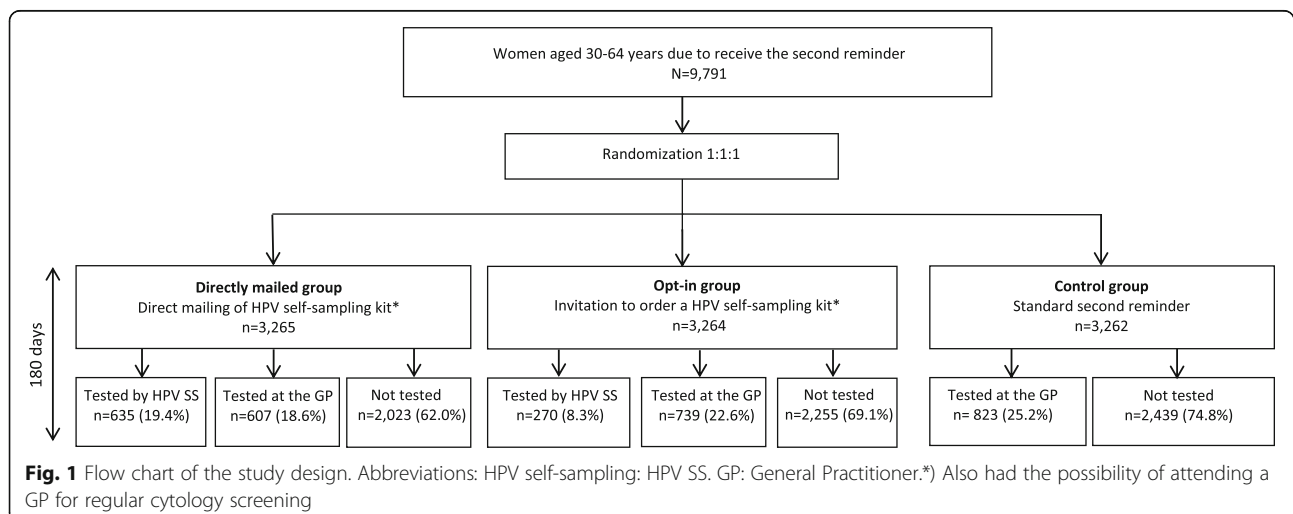 Women aged 30-64 years due to receive the second reminder
N=9,791
Randomization 1:1:1
180 days
Directly mailed group
Direct mailing of HPV self-sampling kit*
n=3,265
Opt-in group
Invitation to order a HPV self-sampling kit*
n=3,264
Control group
Standard second reminder
n=3,262
Tested by HPV SS
n=635 (19.4%)
Tested at the GP
n=607 (18.6%)
Not tested
n=2,023 (62.0%)
Tested by HPV SS
n=270 (8.3%)
Tested at the GP
n=739 (22.6%)
Not tested
n=2,255 (69.1%)
Tested at the GP
n= 823 (25.2%)
Not tested
n=2,439 (74.8%)
Fig. 1 Flow chart of the study design. Abbreviations: HPV self-sampling: HPV SS. GP: General Practitioner.*) Also had the possibility of attending a
GP for regular cytology screening